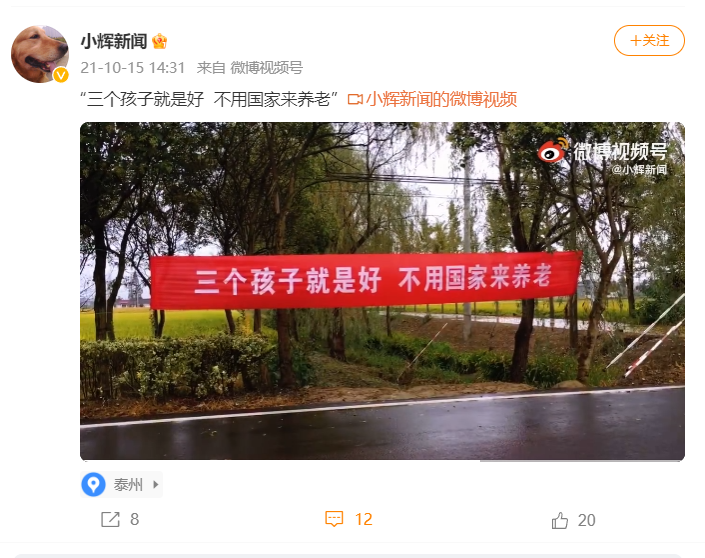 小辉新闻
+关注
21-10-15 14:31 来自 微博视频号
“三个孩子就是好 不用国家来养老” 小辉新闻的微博视频
微博视频号
@小辉新闻
三个孩子就是好 不用国家来养老
泰州
8
12
20